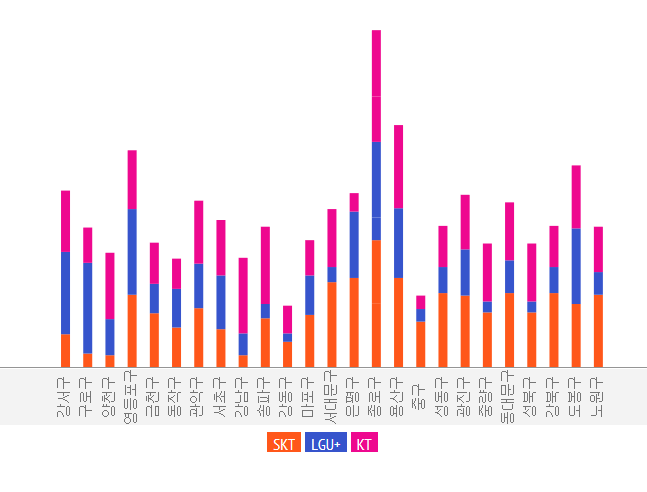 강서구
구로구
양천구
영등포구
금천구
동작구
관악구
서초구
강남구
송파구
강동구
마포구
서대문구
은평구
종로구
용산구
중구
성동구
광진구
중랑구
동대문구
성북구
강북구
도봉구
노원구
SKT LGU+ KT